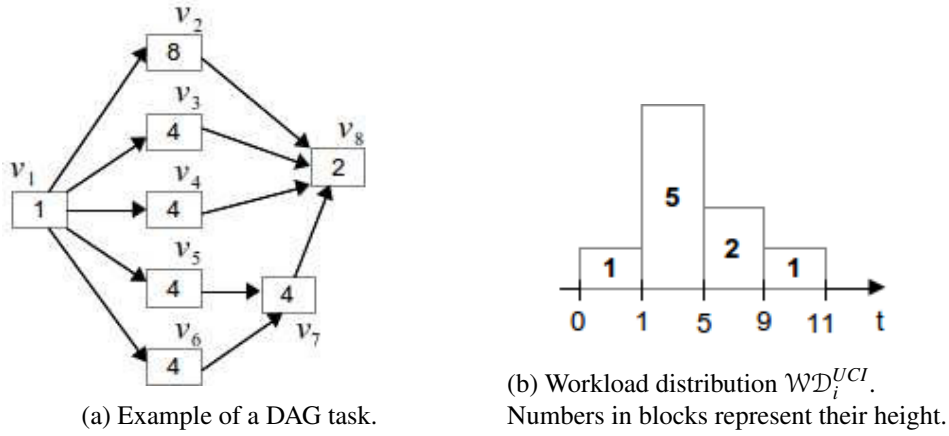 v₂
8
v₃
4
v₈
v₁
v₄
2
1
4
5
v₅
2
4
4
1
1
v₆
v₇
4
0 1 5 9 11 t
(a) Example of a DAG task.
(b) Workload distribution 𝒲𝒟ᵢ^UCI.
Numbers in blocks represent their height.